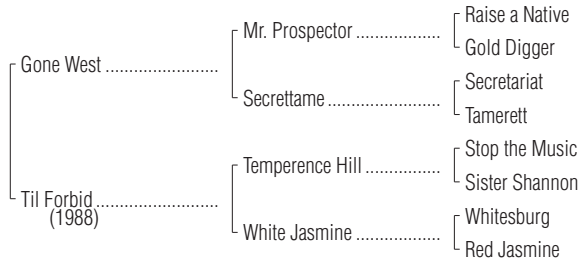 Raise a Native
Mr. Prospector ....................
Gold Digger
Gone West ...........................
Secretariat
Secrettame ...........................
Tamerett
Stop the Music
Temperence Hill ..................
Sister Shannon
Til Forbid .............................
(1988)
Whitesburg
White Jasmine .....................
Red Jasmine